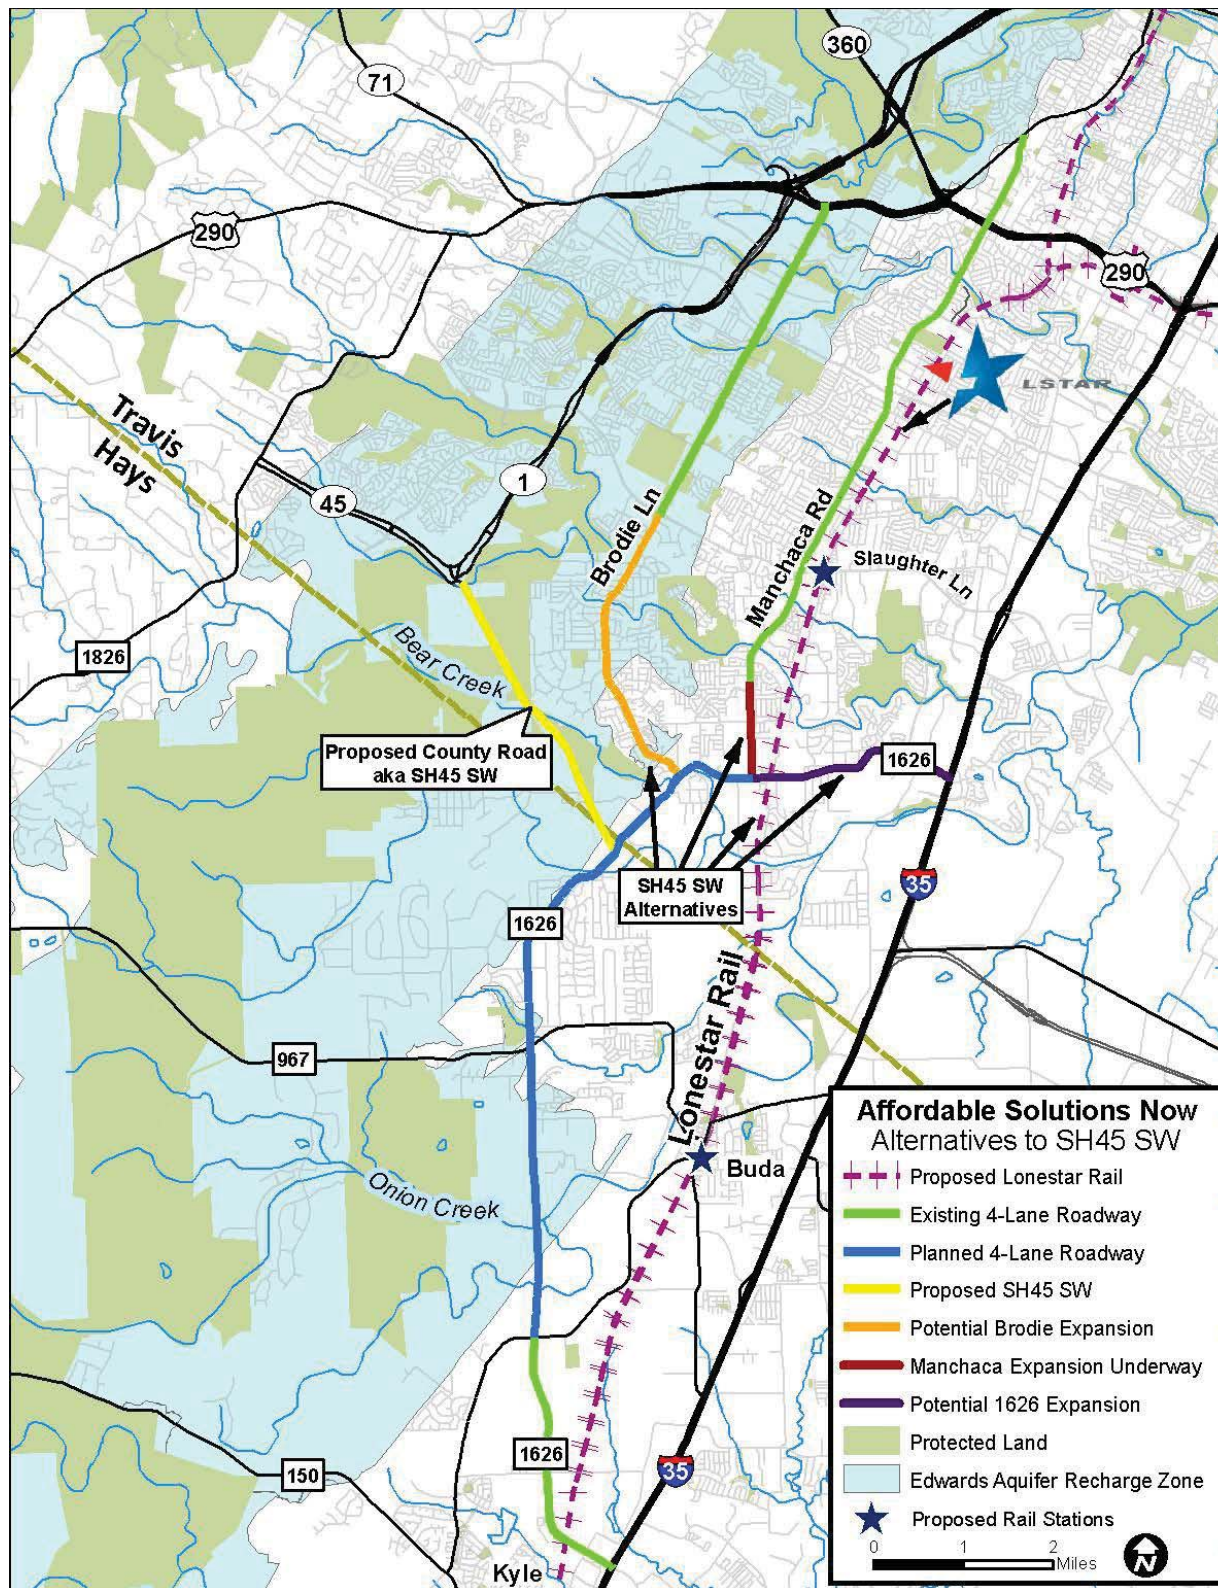 360
71
290
290
LSTAR
Travis
Hays
1
45
Brodie Ln
Manchaca Rd
Slaughter Ln
1826
Bear Creek
Proposed County Road
aka SH45 SW
1626
SH45 SW
Alternatives
35
1626
Lonestar Rail
967
Buda
Onion Creek
1626
150
35
Kyle
Affordable Solutions Now
Alternatives to SH45 SW
Proposed Lonestar Rail
Existing 4-Lane Roadway
Planned 4-Lane Roadway
Proposed SH45 SW
Potential Brodie Expansion
Manchaca Expansion Underway
Potential 1626 Expansion
Protected Land
Edwards Aquifer Recharge Zone
Proposed Rail Stations
0 1 2
Miles
N